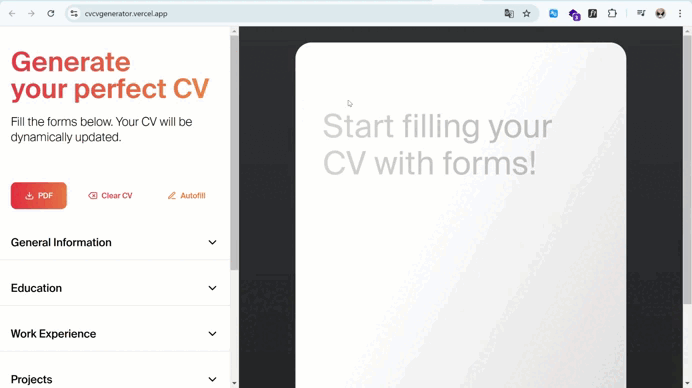 cvcvgenerator.vercel.app
Generate
your perfect CV
Fill the forms below. Your CV will be
dynamically updated.
PDF
Clear CV
Autofill
General Information
Education
Work Experience
Projects
Start filling your
CV with forms!